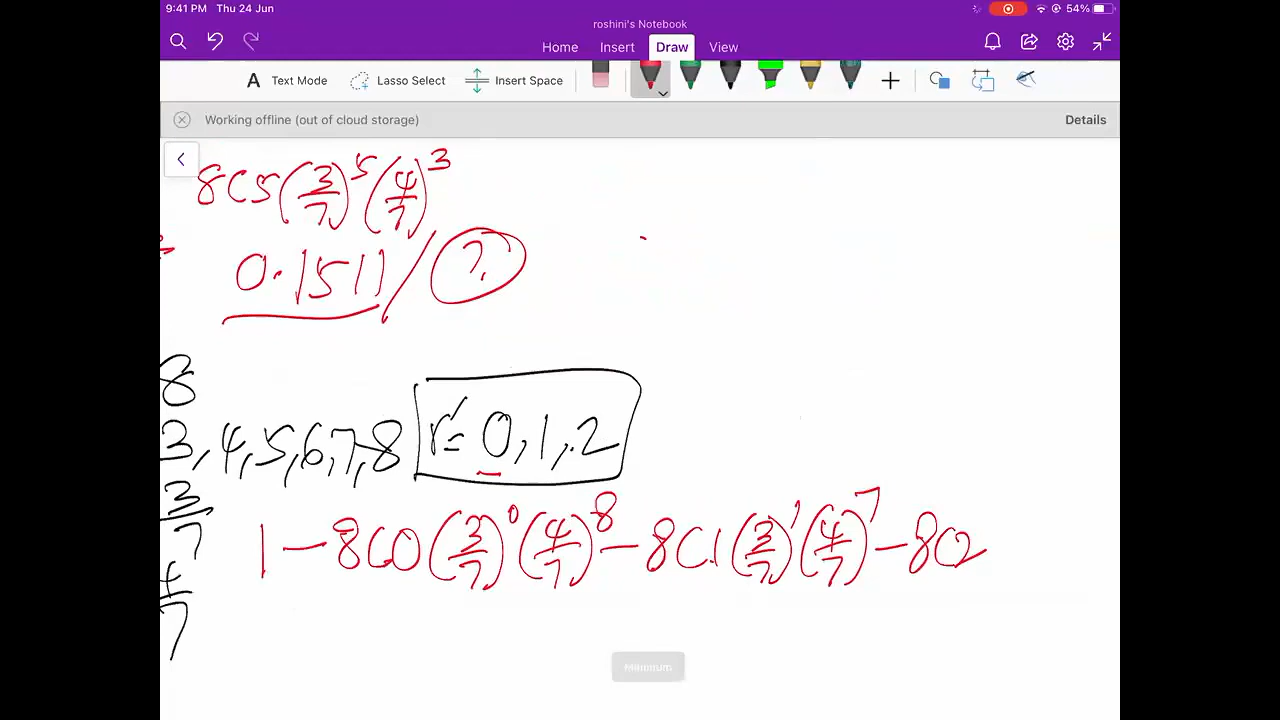 9:41 PM Thu 24 Jun
54%
roshini's Notebook
Home Insert Draw View
Text Mode Lasso Select Insert Space
Working offline (out of cloud storage) Details
8C5(3/7)^5(4/7)^3
0.1511 / ?
8
3,4,5,6,7,8 r'= 0,1,2
3/7
1 - 8C0(3/7)^0(4/7)^8 - 8C1(3/7)^1(4/7)^7 - 8C2
7
Minimum